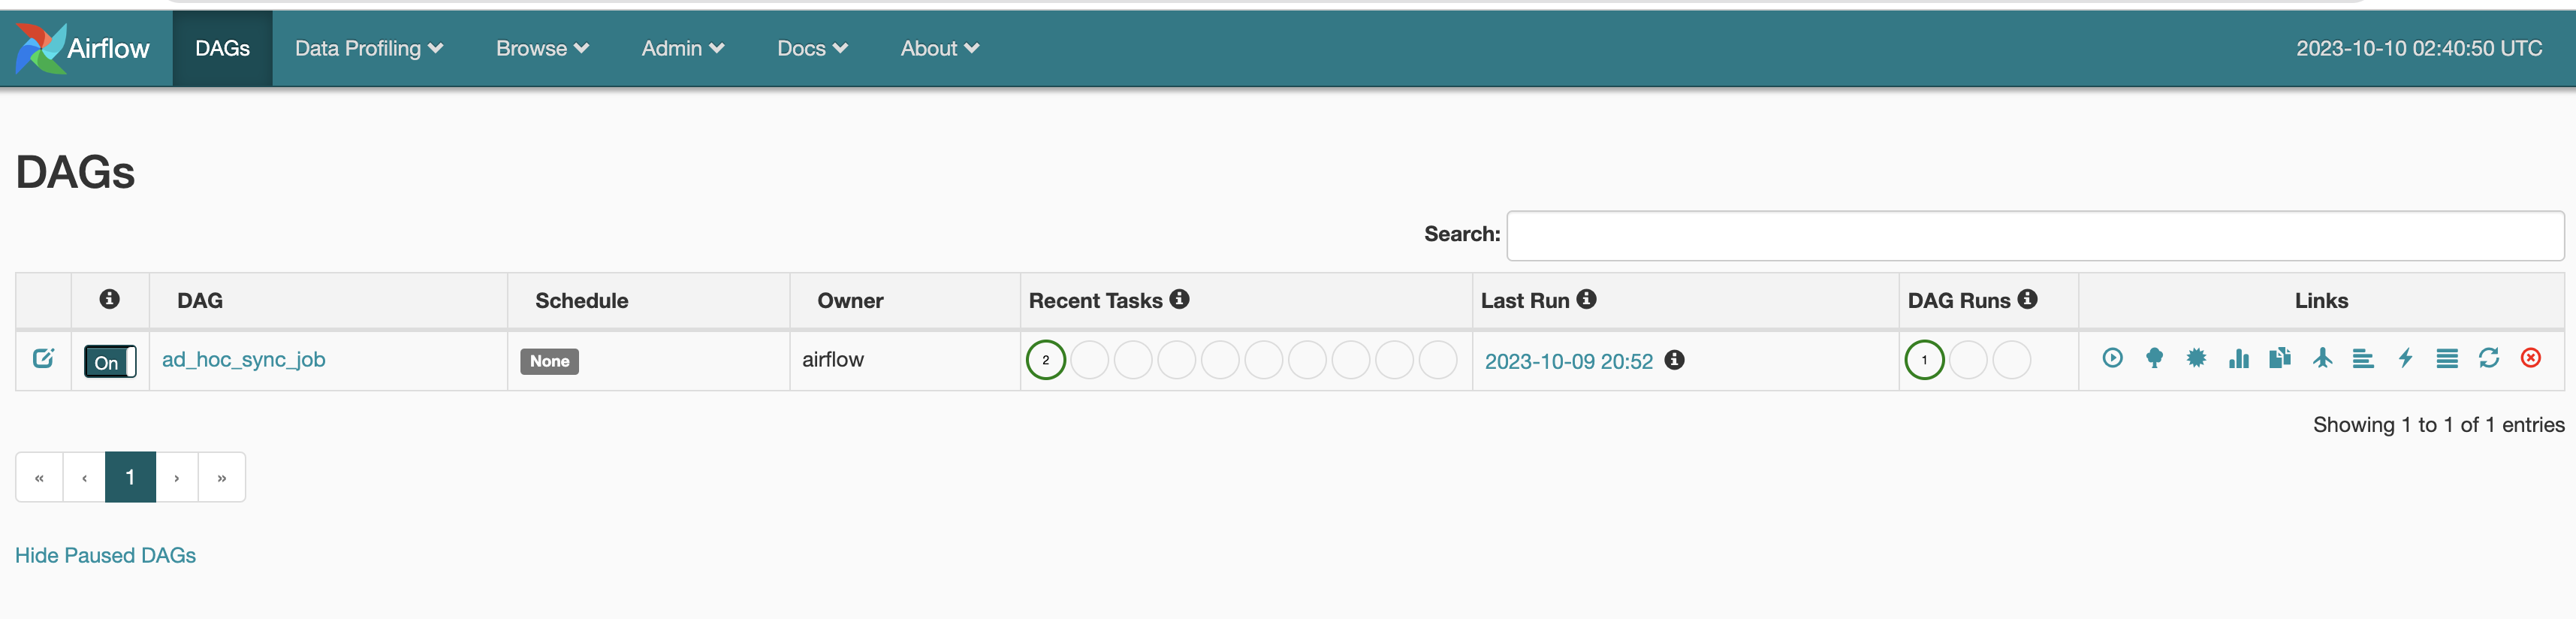 Airflow DAGs Data Profiling Browse Admin Docs About 2023-10-10 02:40:50 UTC
DAGs
Search:
DAG Schedule Owner Recent Tasks Last Run DAG Runs Links
On ad_hoc_sync_job None airflow 2 2023-10-09 20:52 1
Showing 1 to 1 of 1 entries
« ‹ 1 › »
Hide Paused DAGs